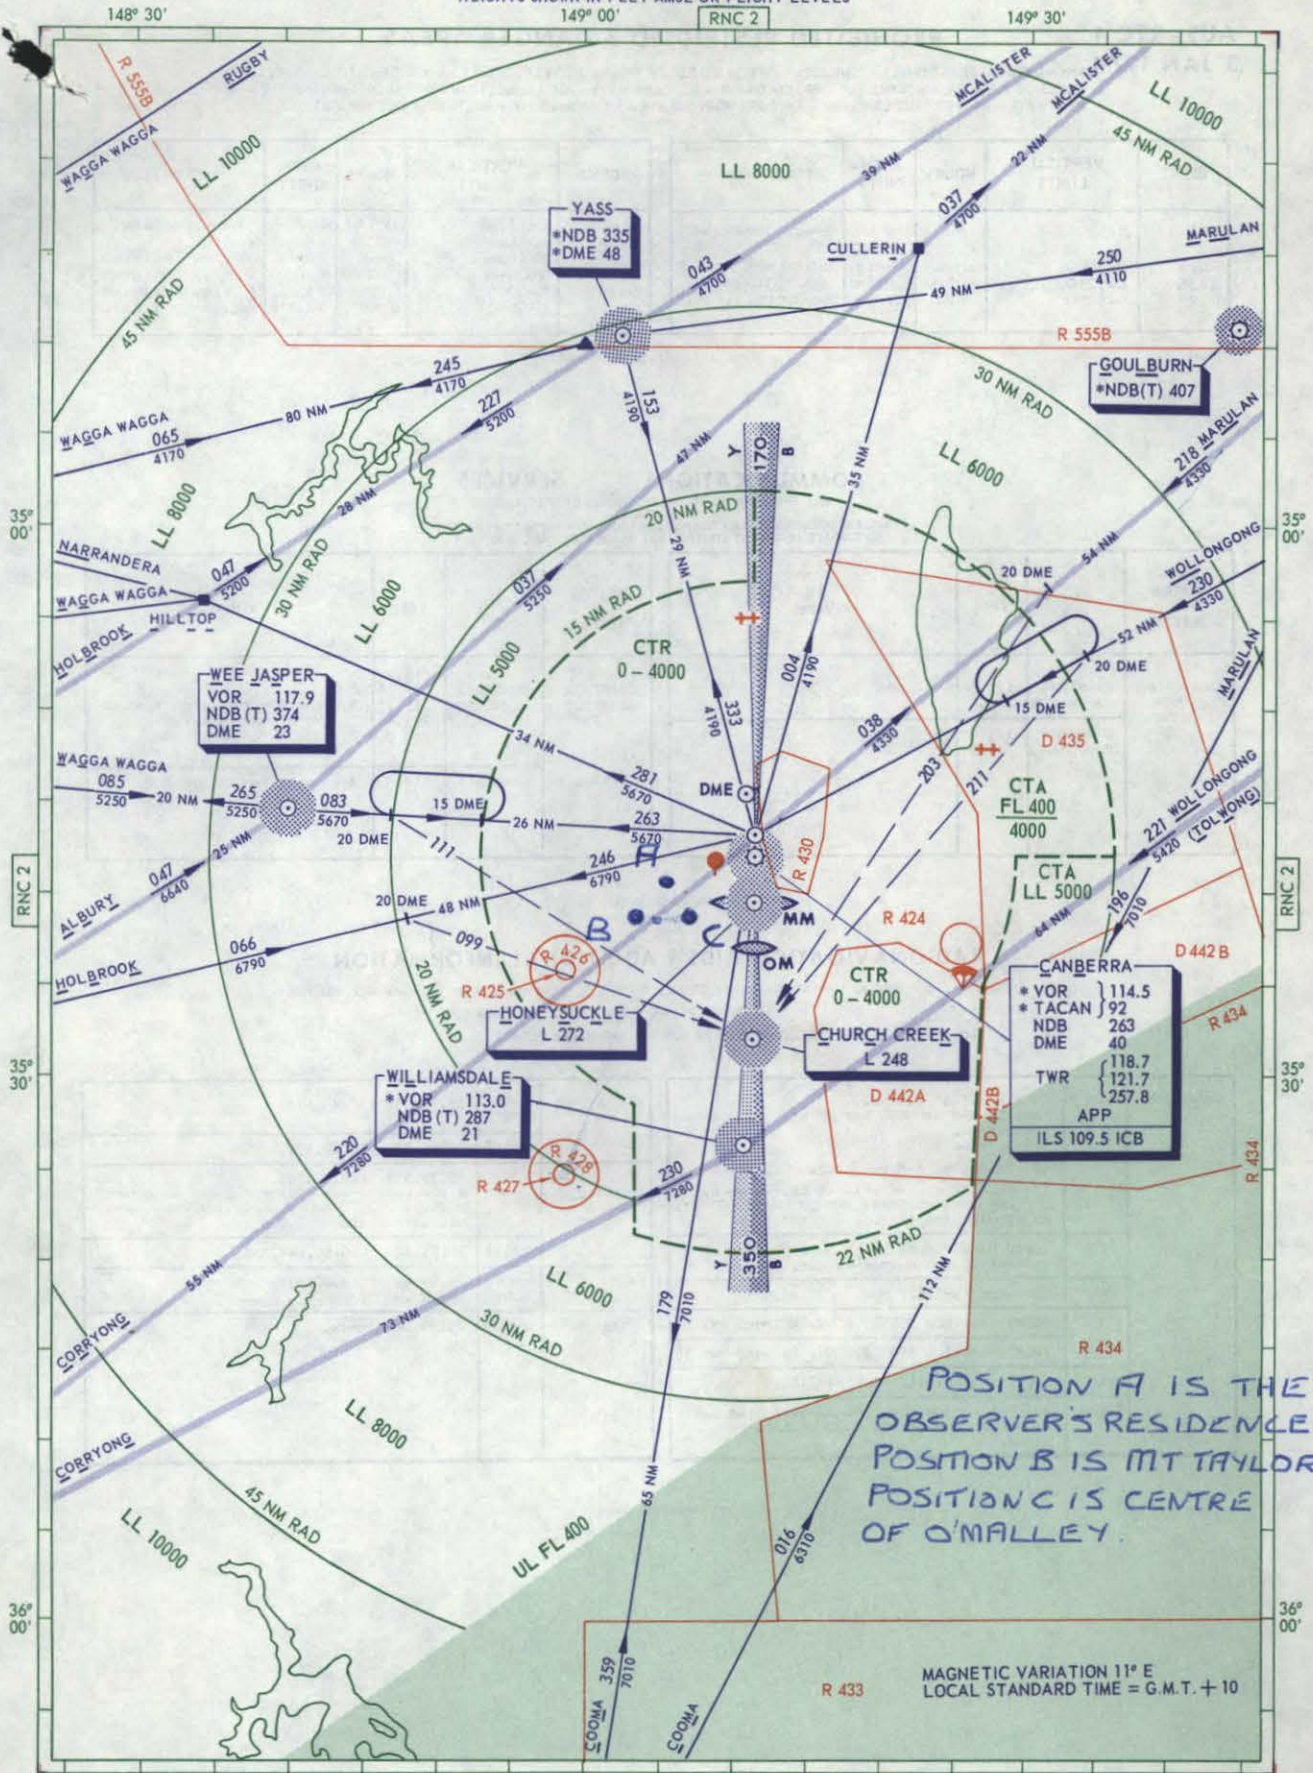 148° 30'
149° 00'
RNC 2
149° 30'
R 555B
RUGBY
WAGGA WAGGA
LL 10000
LL 8000
MCALISTER
MCALISTER
LL 10000
45 NM RAD
39 NM
22 NM
037
4700
YASS
*NDB 335
*DME 48
CULLERIN
MARULAN
250
4110
043
4700
49 NM
45 NM RAD
R 555B
GOULBURN
*NDB(T) 407
30 NM RAD
245
4170
80 NM
WAGGA WAGGA
065
4170
227
5200
153
4190
47 NM
Y 170 B
35 NM
LL 6000
218 MARULAN
4330
LL 8000
28 NM
20 NM RAD
35°
00'
35°
00'
NARRANDERA
WAGGA WAGGA
HOLBROOK
047
5200
HILLTOP
30 NM RAD
29 NM
037
5250
54 NM
WOLLONGONG
230
4330
20 DME
LL 6000
15 NM RAD
CTR
0 - 4000
LL 5000
004
4190
52 NM
20 DME
MARULAN
WEE JASPER
VOR 117.9
NDB (T) 374
DME 23
333
4190
15 DME
34 NM
038
4330
D 435
WAGGA WAGGA
085
5250
20 NM
265
5250
083
5670
15 DME
281
5670
DME
203
211
CTA
FL 400
4000
20 DME
26 NM
263
5670
221 WOLLONGONG
5420 (TOLWONG)
111
246
6790
A
R 430
CTA
LL 5000
RNC 2
RNC 2
ALBURY
047
6640
25 NM
20 DME
48 NM
MM
R 424
64 NM
196
7010
066
6790
HOLBROOK
099
B
C
OM
D 442 B
R 426
R 425
CTR
0 - 4000
20 NM RAD
HONEYSUCKLE
L 272
CHURCH CREEK
L 248
CANBERRA
* VOR 114.5
* TACAN 92
NDB 263
DME 40
TWR 118.7
121.7
257.8
APP
ILS 109.5 ICB
R 434
35°
30'
35°
30'
WILLIAMSDALE
* VOR 113.0
NDB (T) 287
DME 21
D 442A
D 442B
R 434
220
7280
R 428
R 427
230
7280
Y 350 B
22 NM RAD
55 NM
LL 6000
179
7010
112 NM
73 NM
30 NM RAD
R 434
CORRYONG
LL 8000
CORRYONG
POSITION A IS THE
OBSERVER'S RESIDENCE
POSITION B IS MT TAYLOR
POSITION C IS CENTRE
OF O'MALLEY.
45 NM RAD
65 NM
LL 10000
UL FL 400
016
6310
36°
00'
36°
00'
359
7010
COOMA
COOMA
R 433
MAGNETIC VARIATION 11° E
LOCAL STANDARD TIME = G.M.T. + 10